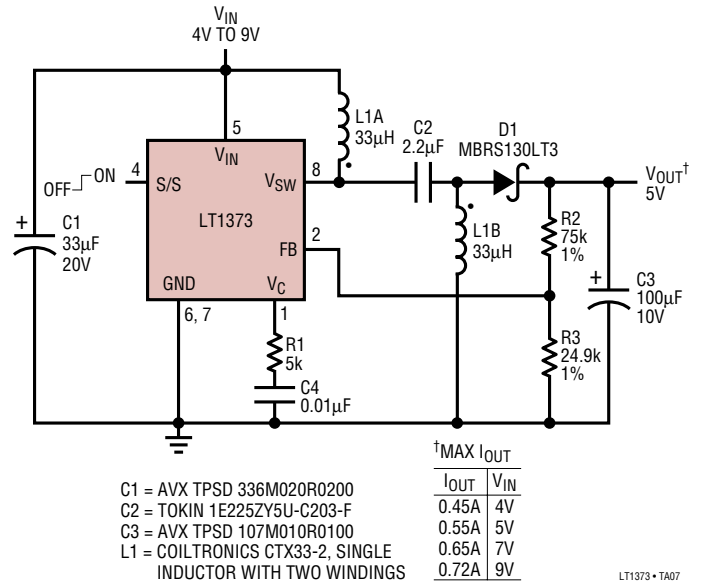 VIN
4V TO 9V
L1A
33µH
C2
2.2µF
D1
MBRS130LT3
VOUT†
5V
5
VIN
ON
OFF
4
S/S
VSW
8
LT1373
FB
2
L1B
33µH
R2
75k
1%
+
C1
33µF
20V
GND
VC
6, 7
1
+
C3
100µF
10V
R1
5k
R3
24.9k
1%
C4
0.01µF
†MAX IOUT
IOUT VIN
0.45A 4V
0.55A 5V
0.65A 7V
0.72A 9V
C1 = AVX TPSD 336M020R0200
C2 = TOKIN 1E225ZY5U-C203-F
C3 = AVX TPSD 107M010R0100
L1 = COILTRONICS CTX33-2, SINGLE
INDUCTOR WITH TWO WINDINGS
LT1373 • TA07